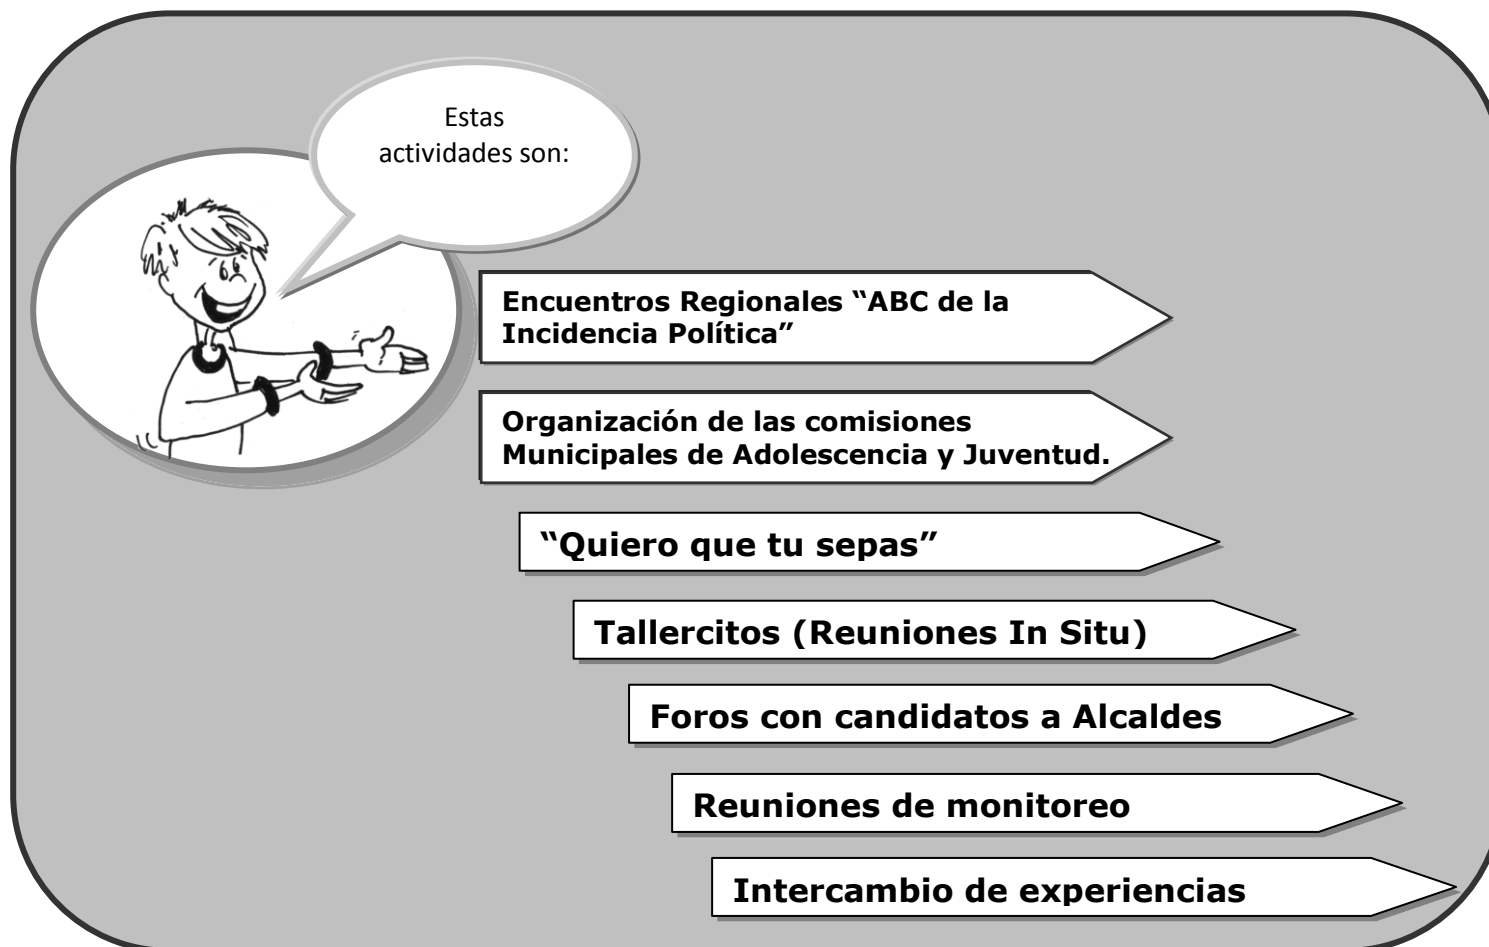 Estas
actividades son:
Encuentros Regionales “ABC de la
Incidencia Política”
Organización de las comisiones
Municipales de Adolescencia y Juventud.
“Quiero que tu sepas”
Tallercitos (Reuniones In Situ)
Foros con candidatos a Alcaldes
Reuniones de monitoreo
Intercambio de experiencias